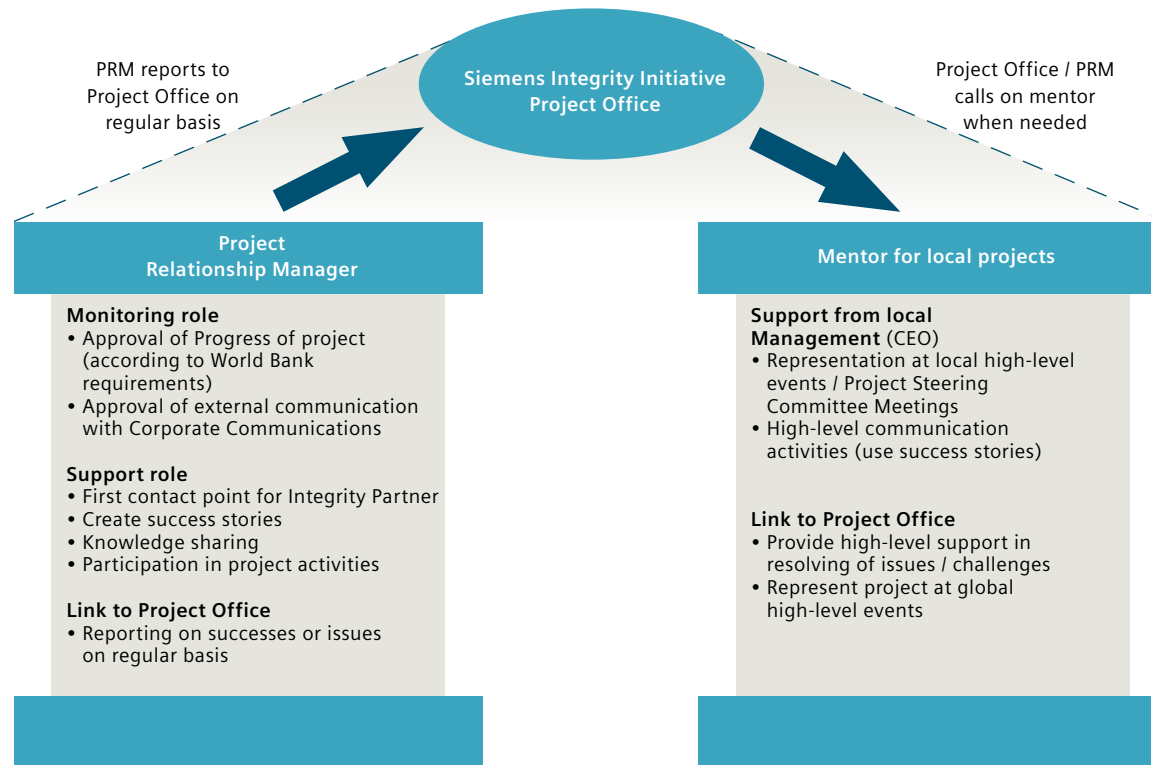 PRM reports to
Project Office on
regular basis
Siemens Integrity Initiative
Project Office
Project Office / PRM
calls on mentor
when needed
Project
Relationship Manager
Monitoring role
• Approval of Progress of project
(according to World Bank
requirements)
• Approval of external communication
with Corporate Communications
Support role
• First contact point for Integrity Partner
• Create success stories
• Knowledge sharing
• Participation in project activities
Link to Project Office
• Reporting on successes or issues
on regular basis
Mentor for local projects
Support from local
Management (CEO)
• Representation at local high-level
events / Project Steering
Committee Meetings
• High-level communication
activities (use success stories)
Link to Project Office
• Provide high-level support in
resolving of issues / challenges
• Represent project at global
high-level events